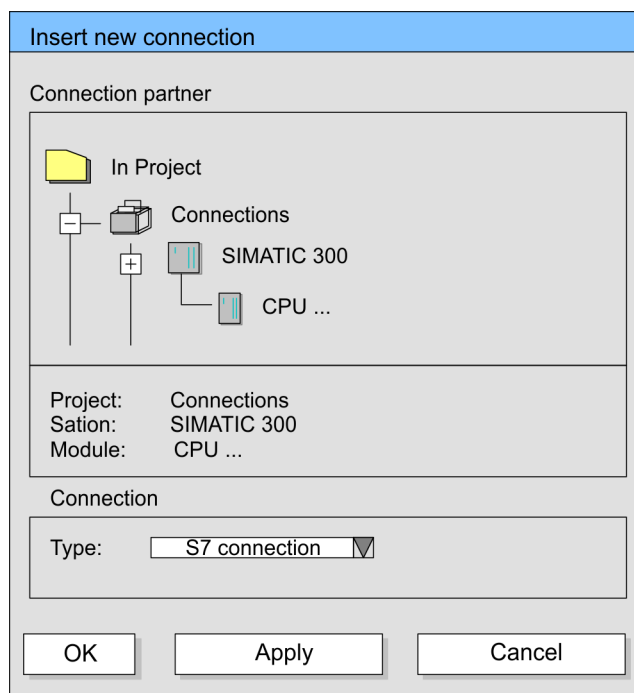 Insert new connection
Connection partner
In Project
Connections
SIMATIC 300
CPU ...
Project: Connections
Sation: SIMATIC 300
Module: CPU ...
Connection
Type: S7 connection
OK Apply Cancel